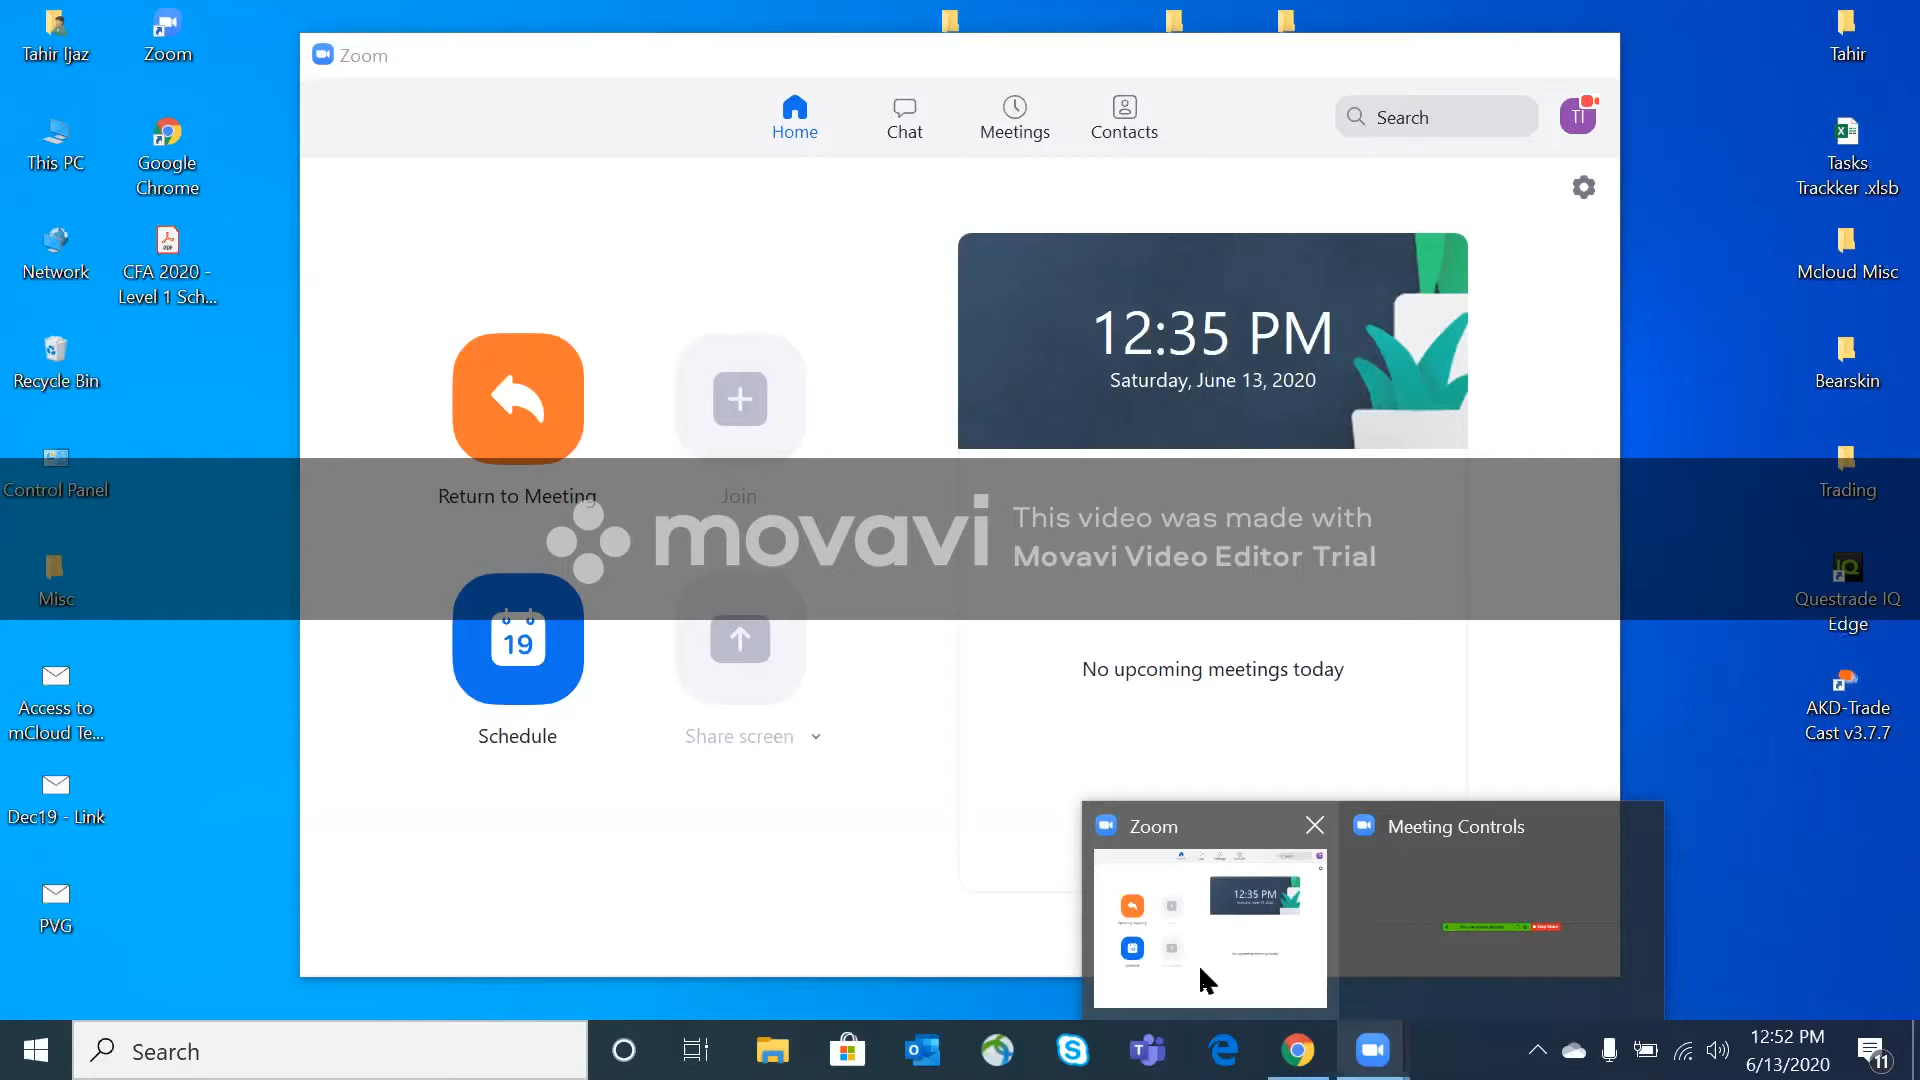 Tahir Ijaz
Zoom
Tahir
Zoom
Home
Chat
Meetings
Contacts
Search
TI
This PC
Google
Chrome
Tasks
Trackker .xlsb
Network
CFA 2020 -
Level 1 Sch...
Mcloud Misc
12:35 PM
Saturday, June 13, 2020
Recycle Bin
Bearskin
Control Panel
Trading
Return to Meeting
Join
movavi
This video was made with
Movavi Video Editor Trial
Misc
Questrade IQ
Edge
19
No upcoming meetings today
Access to
mCloud Te...
AKD-Trade
Cast v3.7.7
Schedule
Share screen
Dec19 - Link
Zoom
Meeting Controls
12:35 PM
PVG
Search
12:52 PM
6/13/2020
11